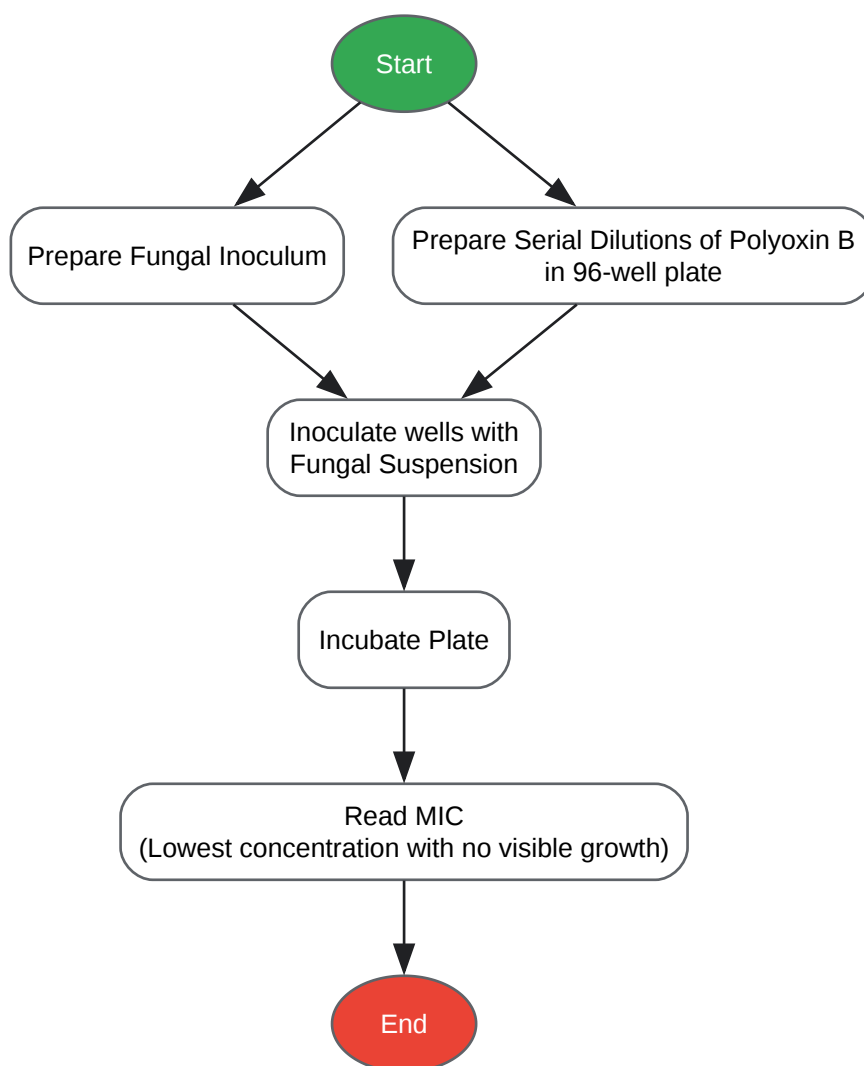 Start
Prepare Fungal Inoculum
Prepare Serial Dilutions of Polyoxin B
in 96-well plate
Inoculate wells with
Fungal Suspension
Incubate Plate
Read MIC
(Lowest concentration with no visible growth)
End